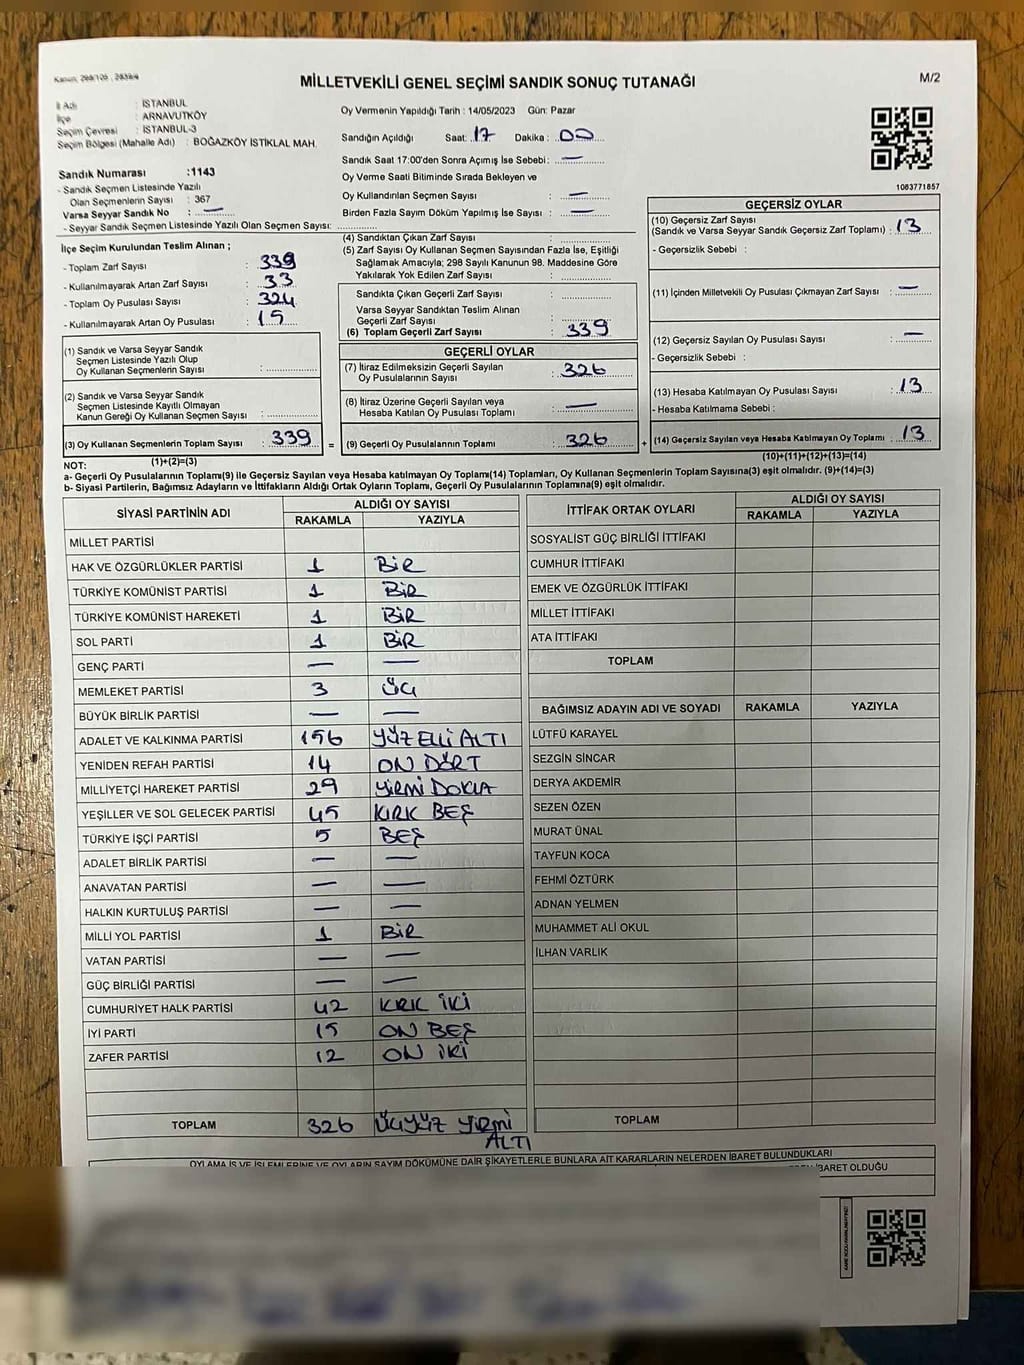 Kanun: 298/105 , 2839/4
MİLLETVEKİLİ GENEL SEÇİMİ SANDIK SONUÇ TUTANAĞI
M/2
İl Adı : İSTANBUL
İlçe : ARNAVUTKÖY
Seçim Çevresi : İSTANBUL-3
Seçim Bölgesi (Mahalle Adı) : BOĞAZKÖY İSTİKLAL MAH.
Oy Vermenin Yapıldığı Tarih : 14/05/2023 Gün: Pazar
Sandığın Açıldığı Saat: 17 Dakika : 00
Sandık Saat 17:00'den Sonra Açımış İse Sebebi : —
Oy Verme Saati Bitiminde Sırada Bekleyen ve
Oy Kullandırılan Seçmen Sayısı : —
Birden Fazla Sayım Döküm Yapılmış İse Sayısı : —
1063771857
Sandık Numarası :1143
- Sandık Seçmen Listesinde Yazılı
Olan Seçmenlerin Sayısı : 367
Varsa Seyyar Sandık No : —
- Seyyar Sandık Seçmen Listesinde Yazılı Olan Seçmen Sayısı:
İlçe Seçim Kurulundan Teslim Alınan ;
- Toplam Zarf Sayısı : 339
- Kullanılmayarak Artan Zarf Sayısı : 33
- Toplam Oy Pusulası Sayısı : 324
- Kullanılmayarak Artan Oy Pusulası : 15
(1) Sandık ve Varsa Seyyar Sandık
Seçmen Listesinde Yazılı Olup
Oy Kullanan Seçmenlerin Sayısı :
(2) Sandık ve Varsa Seyyar Sandık
Seçmen Listesinde Kayıtlı Olmayan
Kanun Gereği Oy Kullanan Seçmen Sayısı :
(3) Oy Kullanan Seçmenlerin Toplam Sayısı : 339 =
(1)+(2)=(3)
(4) Sandıktan Çıkan Zarf Sayısı :
(5) Zarf Sayısı Oy Kullanan Seçmen Sayısından Fazla İse, Eşitliği
Sağlamak Amacıyla; 298 Sayılı Kanunun 98. Maddesine Göre
Yakılarak Yok Edilen Zarf Sayısı :
Sandıkta Çıkan Geçerli Zarf Sayısı :
Varsa Seyyar Sandıktan Teslim Alınan
Geçerli Zarf Sayısı :
(6) Toplam Geçerli Zarf Sayısı : 339
GEÇERLİ OYLAR
(7) İtiraz Edilmeksizin Geçerli Sayılan
Oy Pusulalarının Sayısı : 326
(8) İtiraz Üzerine Geçerli Sayılan veya
Hesaba Katılan Oy Pusulası Toplamı : —
(9) Geçerli Oy Pusulalarının Toplamı : 326 +
GEÇERSİZ OYLAR
(10) Geçersiz Zarf Sayısı
(Sandık ve Varsa Seyyar Sandık Geçersiz Zarf Toplamı) : 13
- Geçersizlik Sebebi :
(11) İçinden Milletvekili Oy Pusulası Çıkmayan Zarf Sayısı : —
(12) Geçersiz Sayılan Oy Pusulası Sayısı : —
- Geçersizlik Sebebi :
(13) Hesaba Katılmayan Oy Pusulası Sayısı : 13
- Hesaba Katılmama Sebebi :
(14) Geçersiz Sayılan veya Hesaba Katılmayan Oy Toplamı : 13
(10)+(11)+(12)+(13)=(14)
NOT:
a- Geçerli Oy Pusulalarının Toplamı(9) ile Geçersiz Sayılan veya Hesaba katılmayan Oy Toplamı(14) Toplamları, Oy Kullanan Seçmenlerin Toplam Sayısına(3) eşit olmalıdır. (9)+(14)=(3)
b- Siyasi Partilerin, Bağımsız Adayların ve İttifakların Aldığı Ortak Oyların Toplamı, Geçerli Oy Pusulalarının Toplamına(9) eşit olmalıdır.
SİYASİ PARTİNİN ADI ALDIĞI OY SAYISI
RAKAMLA YAZIYLA
MİLLET PARTİSİ
HAK VE ÖZGÜRLÜKLER PARTİSİ 1 BİR
TÜRKİYE KOMÜNİST PARTİSİ 1 BİR
TÜRKİYE KOMÜNİST HAREKETİ 1 BİR
SOL PARTİ 1 BİR
GENÇ PARTİ — —
MEMLEKET PARTİSİ 3 ÜÇ
BÜYÜK BİRLİK PARTİSİ — —
ADALET VE KALKINMA PARTİSİ 156 YÜZ ELLİ ALTI
YENİDEN REFAH PARTİSİ 14 ON DÖRT
MİLLİYETÇİ HAREKET PARTİSİ 29 YİRMİ DOKUZ
YEŞİLLER VE SOL GELECEK PARTİSİ 45 KIRK BEŞ
TÜRKİYE İŞÇİ PARTİSİ 5 BEŞ
ADALET BİRLİK PARTİSİ — —
ANAVATAN PARTİSİ — —
HALKIN KURTULUŞ PARTİSİ — —
MİLLİ YOL PARTİSİ 1 BİR
VATAN PARTİSİ — —
GÜÇ BİRLİĞİ PARTİSİ — —
CUMHURİYET HALK PARTİSİ 42 KIRK İKİ
İYİ PARTİ 15 ON BEŞ
ZAFER PARTİSİ 12 ON İKİ
TOPLAM 326 ÜÇYÜZ YİRMİ
ALTI
İTTİFAK ORTAK OYLARI ALDIĞI OY SAYISI
RAKAMLA YAZIYLA
SOSYALİST GÜÇ BİRLİĞİ İTTİFAKI
CUMHUR İTTİFAKI
EMEK VE ÖZGÜRLÜK İTTİFAKI
MİLLET İTTİFAKI
ATA İTTİFAKI
TOPLAM
BAĞIMSIZ ADAYIN ADI VE SOYADI RAKAMLA YAZIYLA
LÜTFÜ KARAYEL
SEZGİN SİNCAR
DERYA AKDEMİR
SEZEN ÖZEN
MURAT ÜNAL
TAYFUN KOCA
FEHMİ ÖZTÜRK
ADNAN YELMEN
MUHAMMET ALİ OKUL
İLHAN VARLIK
TOPLAM
OYLAMA İŞ VE İŞLEMLERİNE VE OYLARIN SAYIM DÖKÜMÜNE DAİR ŞİKAYETLERLE BUNLARA AİT KARARLARIN NELERDEN İBARET BULUNDUKLARI
İBARET OLDUĞU